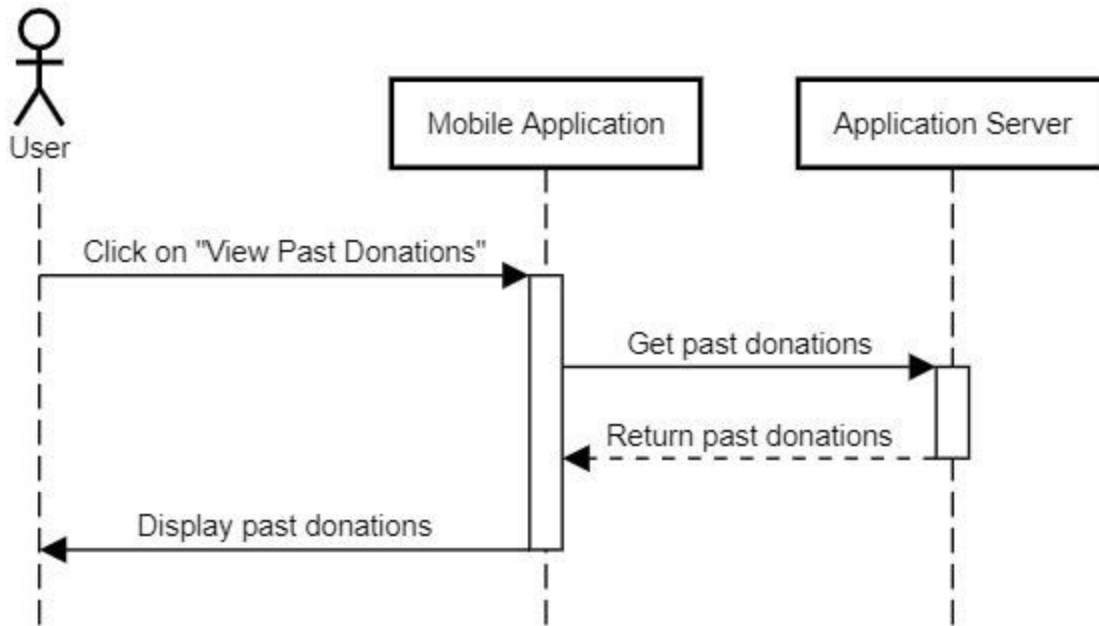 User
Mobile Application
Application Server
Click on "View Past Donations"
Get past donations
Return past donations
Display past donations